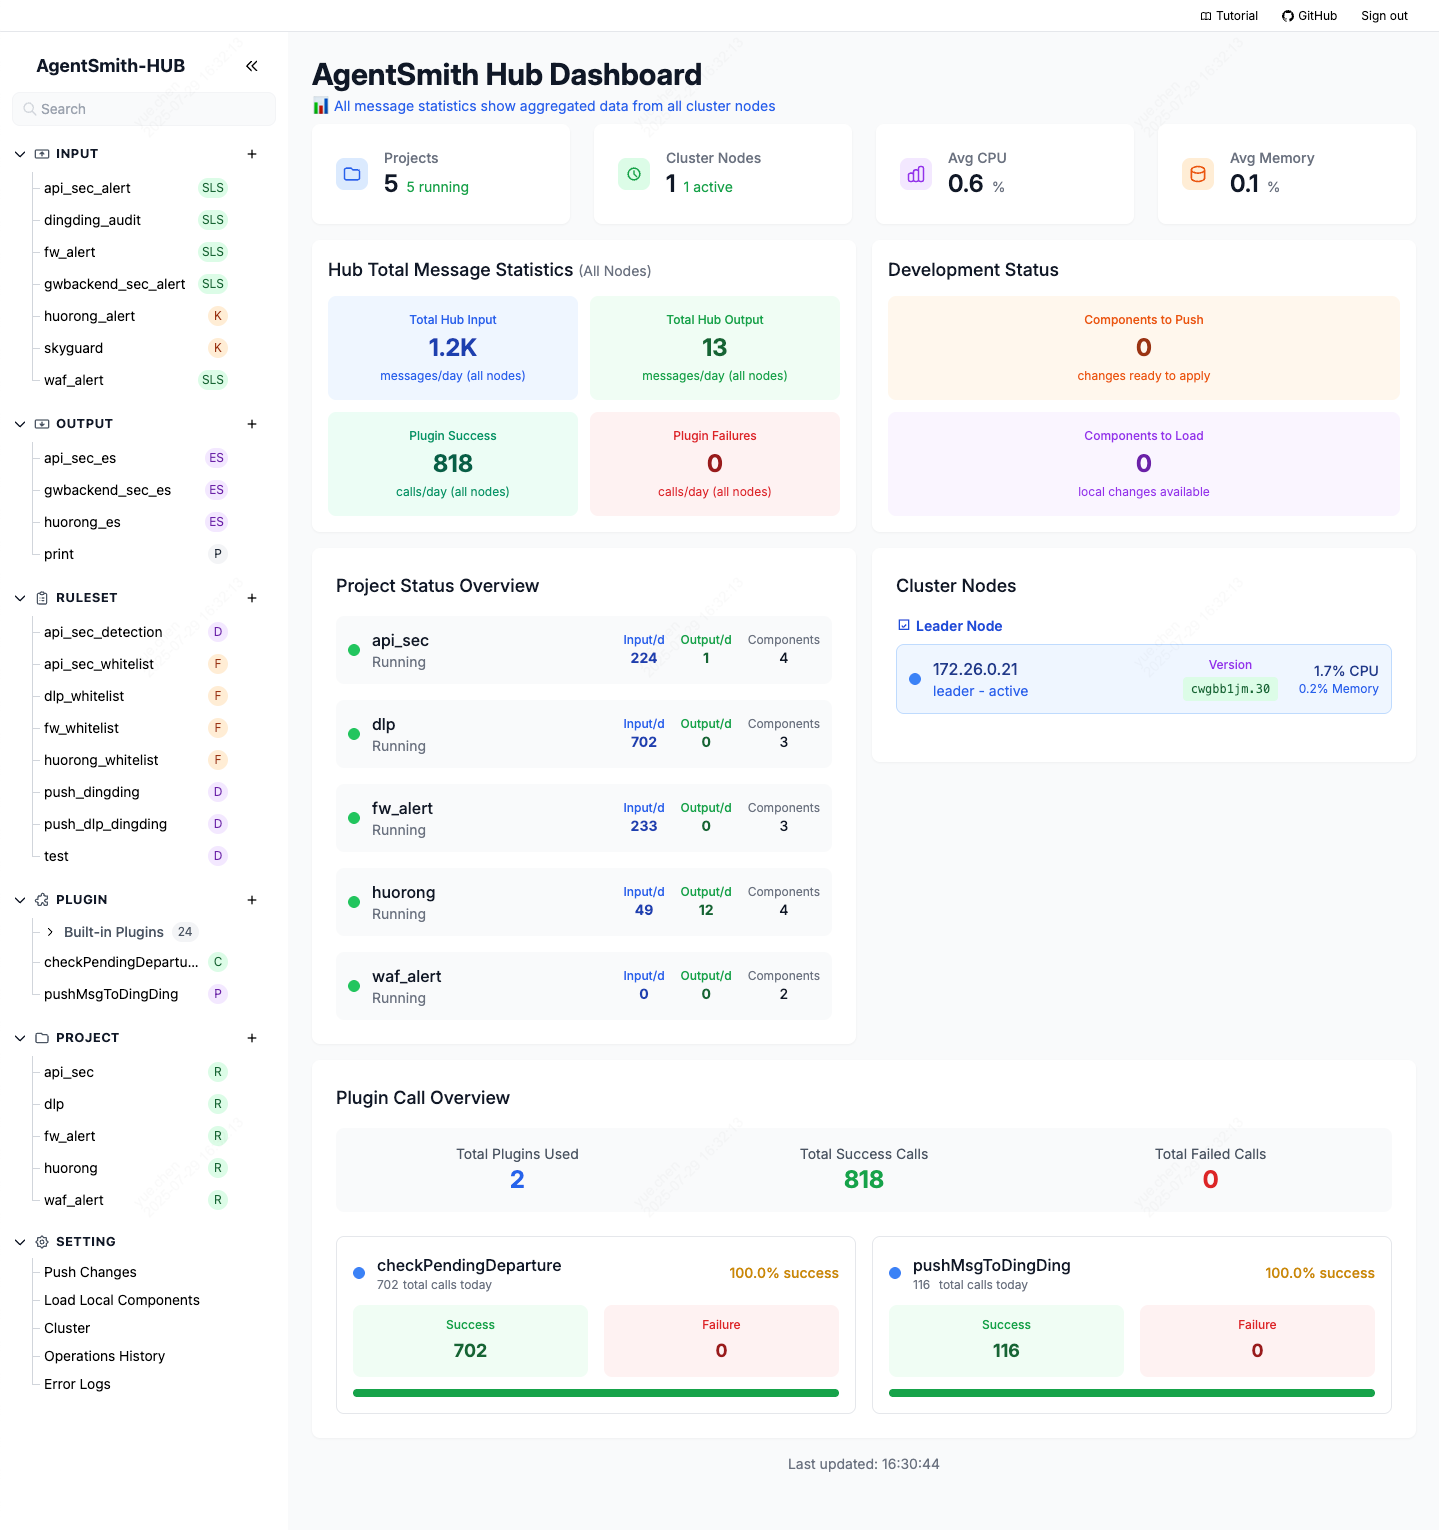 Tutorial
GitHub
Sign out
AgentSmith-HUB
Search
INPUT
api_sec_alert SLS
dingding_audit SLS
fw_alert SLS
gwbackend_sec_alert SLS
huorong_alert K
skyguard K
waf_alert SLS
OUTPUT
api_sec_es ES
gwbackend_sec_es ES
huorong_es ES
print P
RULESET
api_sec_detection D
api_sec_whitelist F
dlp_whitelist F
fw_whitelist F
huorong_whitelist F
push_dingding D
push_dlp_dingding D
test D
PLUGIN
Built-in Plugins 24
checkPendingDepartu... C
pushMsgToDingDing P
PROJECT
api_sec R
dlp R
fw_alert R
huorong R
waf_alert R
SETTING
Push Changes
Load Local Components
Cluster
Operations History
Error Logs
AgentSmith Hub Dashboard
All message statistics show aggregated data from all cluster nodes
Projects
5 5 running
Cluster Nodes
1 1 active
Avg CPU
0.6 %
Avg Memory
0.1 %
Hub Total Message Statistics (All Nodes)
Total Hub Input
1.2K
messages/day (all nodes)
Total Hub Output
13
messages/day (all nodes)
Plugin Success
818
calls/day (all nodes)
Plugin Failures
0
calls/day (all nodes)
Development Status
Components to Push
0
changes ready to apply
Components to Load
0
local changes available
Project Status Overview
api_sec
Running
Input/d Output/d Components
224 1 4
dlp
Running
Input/d Output/d Components
702 0 3
fw_alert
Running
Input/d Output/d Components
233 0 3
huorong
Running
Input/d Output/d Components
49 12 4
waf_alert
Running
Input/d Output/d Components
0 0 2
Cluster Nodes
Leader Node
172.26.0.21
leader - active
Version
cwgbb1jm.30
1.7% CPU
0.2% Memory
Plugin Call Overview
Total Plugins Used
2
Total Success Calls
818
Total Failed Calls
0
checkPendingDeparture
702 total calls today
100.0% success
Success
702
Failure
0
pushMsgToDingDing
116 total calls today
100.0% success
Success
116
Failure
0
Last updated: 16:30:44